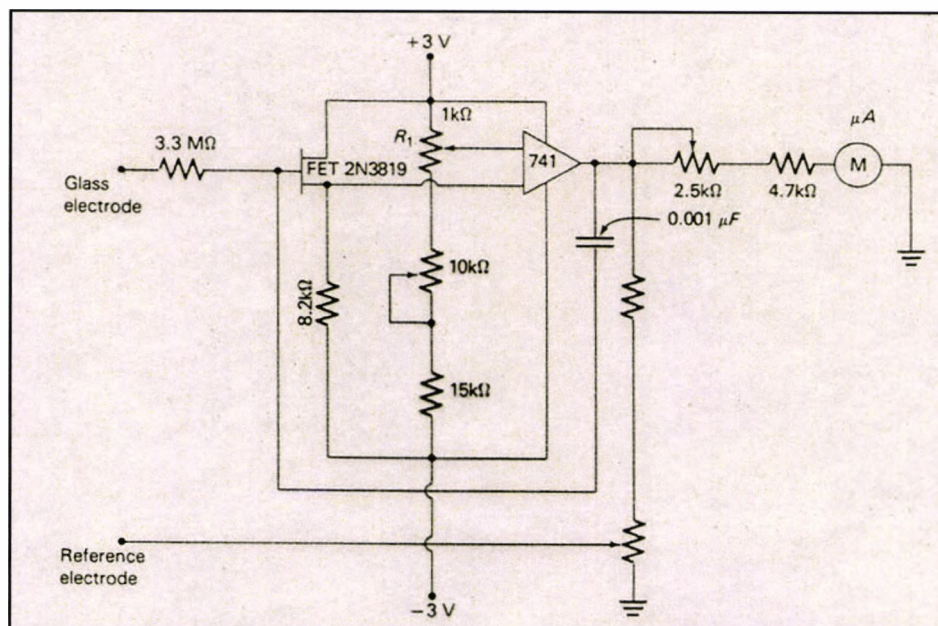 +3 V
1kΩ
R₁
μA
3.3 MΩ
FET 2N3819
741
M
Glass
electrode
2.5kΩ
4.7kΩ
0.001 μF
10kΩ
8.2kΩ
15kΩ
Reference
electrode
−3 V